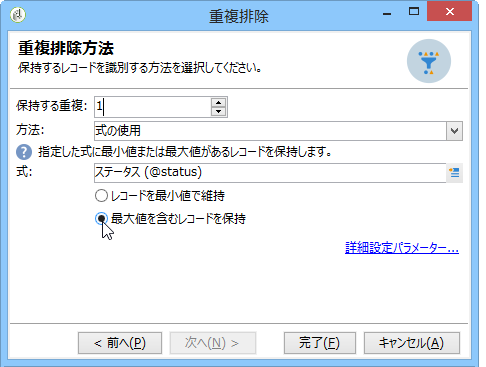 重複排除
重複排除方法
保持するレコードを識別する方法を選択してください。
保持する重複: 1
方法: 式の使用
? 指定した式に最小値または最大値があるレコードを保持します。
式: ステータス (@status)
レコードを最小値で維持
最大値を含むレコードを保持
詳細設定パラメーター...
< 前へ(P) 次へ(N) > 完了(F) キャンセル(A)